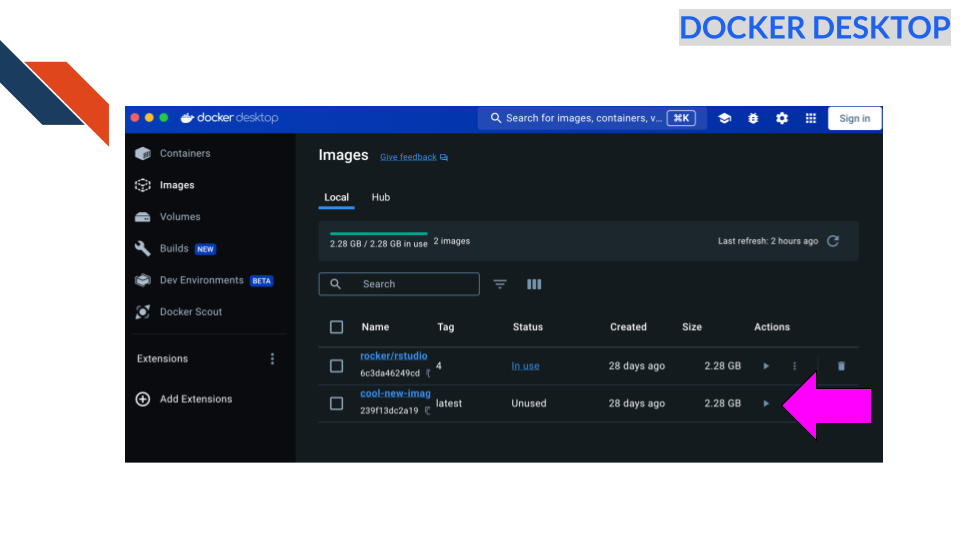 DOCKER DESKTOP
docker desktop
Search for images, containers, v... ⌘K
Sign in
Containers
Images
Volumes
Builds NEW
Dev Environments BETA
Docker Scout
Extensions
Add Extensions
Images Give feedback
Local Hub
2.28 GB / 2.28 GB in use 2 images
Last refresh: 2 hours ago
Search
Name Tag Status Created Size Actions
rocker/rstudio
6c3da46249cd
4 In use 28 days ago 2.28 GB
cool-new-imag
239f13dc2a19
latest Unused 28 days ago 2.28 GB